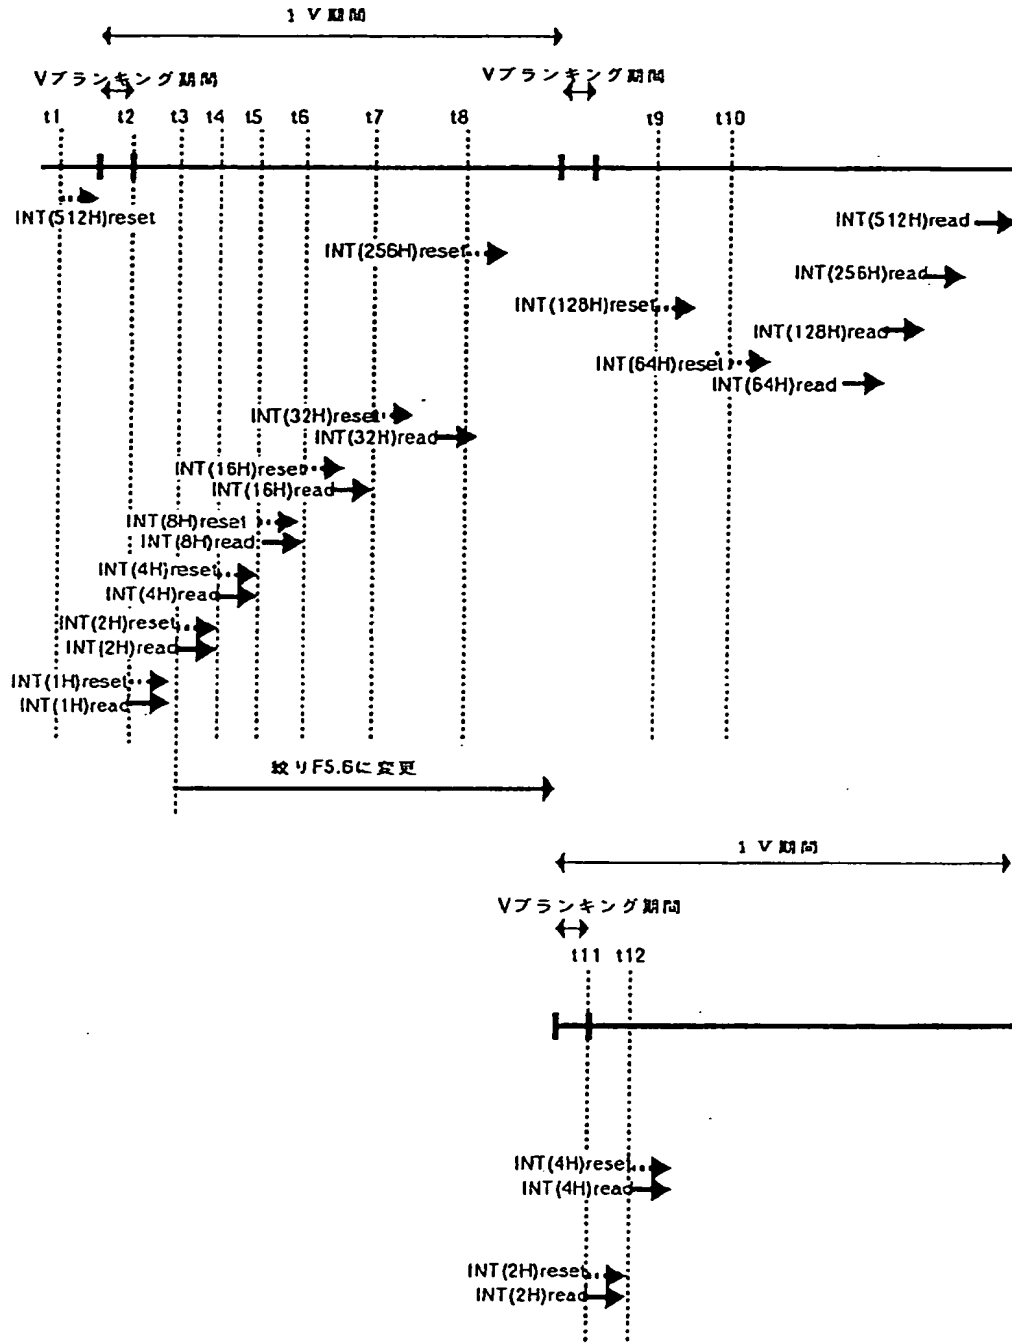 1 V期間
Vブランキング期間
Vブランキング期間
t1 t2 t3 t4 t5 t6 t7 t8 t9 t10
INT(512H)reset
INT(512H)read
INT(256H)reset
INT(256H)read
INT(128H)reset
INT(128H)read
INT(64H)reset
INT(64H)read
INT(32H)reset
INT(32H)read
INT(16H)reset
INT(16H)read
INT(8H)reset
INT(8H)read
INT(4H)reset
INT(4H)read
INT(2H)reset
INT(2H)read
INT(1H)reset
INT(1H)read
絞りF5.6に変更
1 V期間
Vブランキング期間
t11 t12
INT(4H)reset
INT(4H)read
INT(2H)reset
INT(2H)read